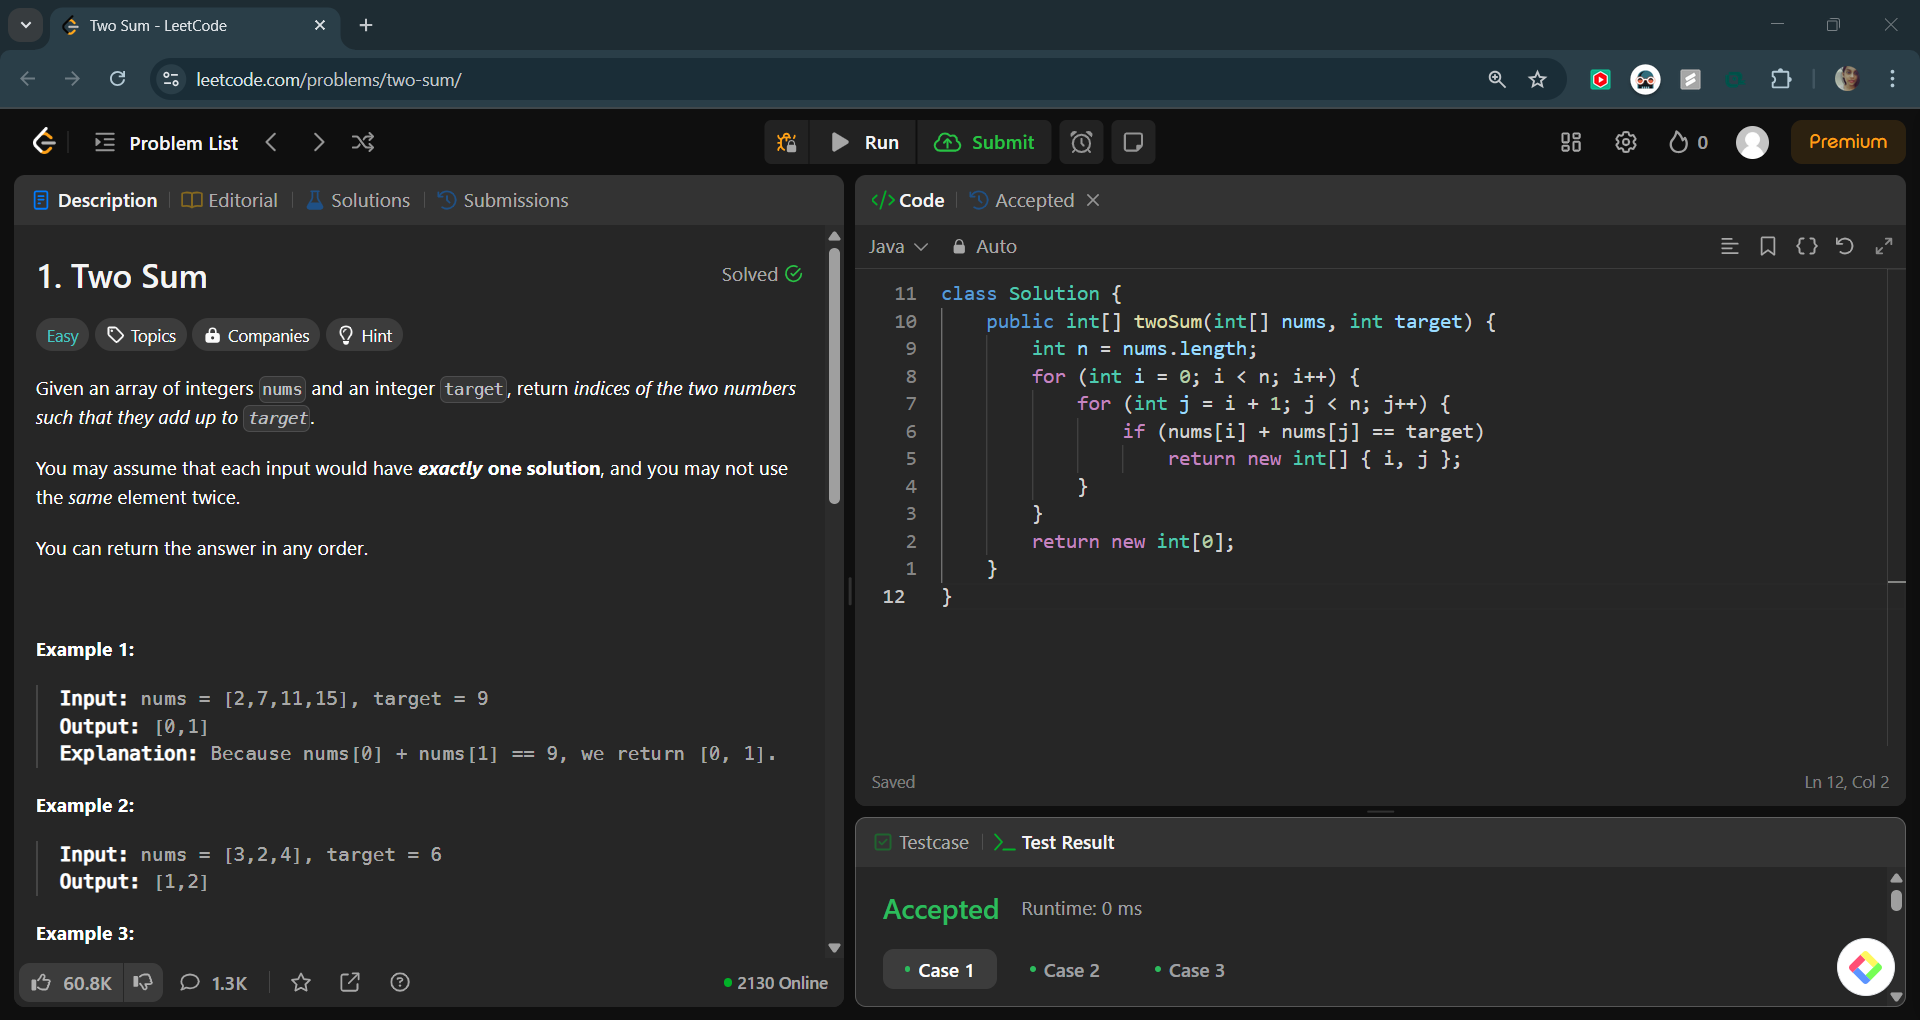 Two Sum - LeetCode
leetcode.com/problems/two-sum/
Problem List
Run
Submit
0
Premium
Description
Editorial
Solutions
Submissions
1. Two Sum
Solved
Easy
Topics
Companies
Hint
Given an array of integers nums and an integer target, return indices of the two numbers
such that they add up to target.
You may assume that each input would have exactly one solution, and you may not use
the same element twice.
You can return the answer in any order.
Example 1:
Input: nums = [2,7,11,15], target = 9
Output: [0,1]
Explanation: Because nums[0] + nums[1] == 9, we return [0, 1].
Example 2:
Input: nums = [3,2,4], target = 6
Output: [1,2]
Example 3:
60.8K
1.3K
2130 Online
</> Code
Accepted
Java
Auto
11 class Solution {
10 public int[] twoSum(int[] nums, int target) {
9 int n = nums.length;
8 for (int i = 0; i < n; i++) {
7 for (int j = i + 1; j < n; j++) {
6 if (nums[i] + nums[j] == target)
5 return new int[] { i, j };
4 }
3 }
2 return new int[0];
1 }
12 }
Saved
Ln 12, Col 2
Testcase
Test Result
Accepted
Runtime: 0 ms
Case 1
Case 2
Case 3